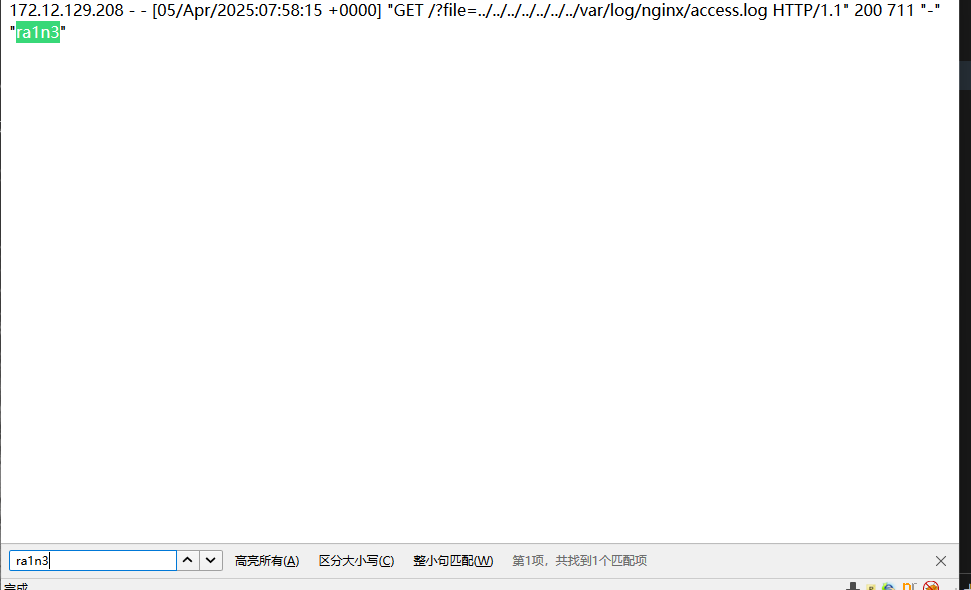 172.12.129.208 - - [05/Apr/2025:07:58:15 +0000] "GET /?file=../../../../../../../var/log/nginx/access.log HTTP/1.1" 200 711 "-"
"ra1n3"
ra1n3 高亮所有(A) 区分大小写(C) 整小句匹配(W) 第1项，共找到1个匹配项
完成